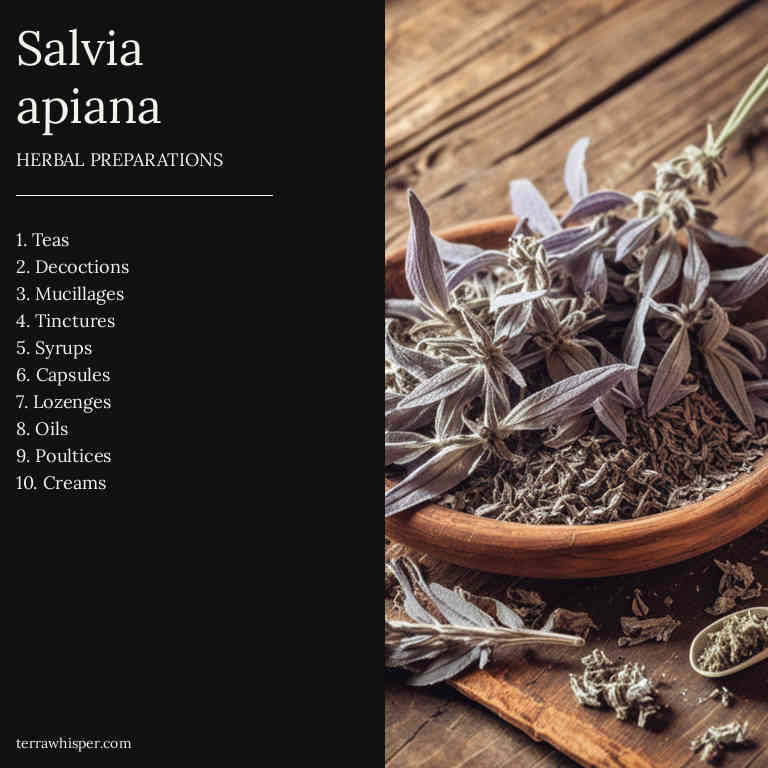 Salvia
apiana
HERBAL PREPARATIONS
1. Teas
2. Decoctions
3. Mucillages
4. Tinctures
5. Syrups
6. Capsules
7. Lozenges
8. Oils
9. Poultices
10. Creams
terrawhisper.com